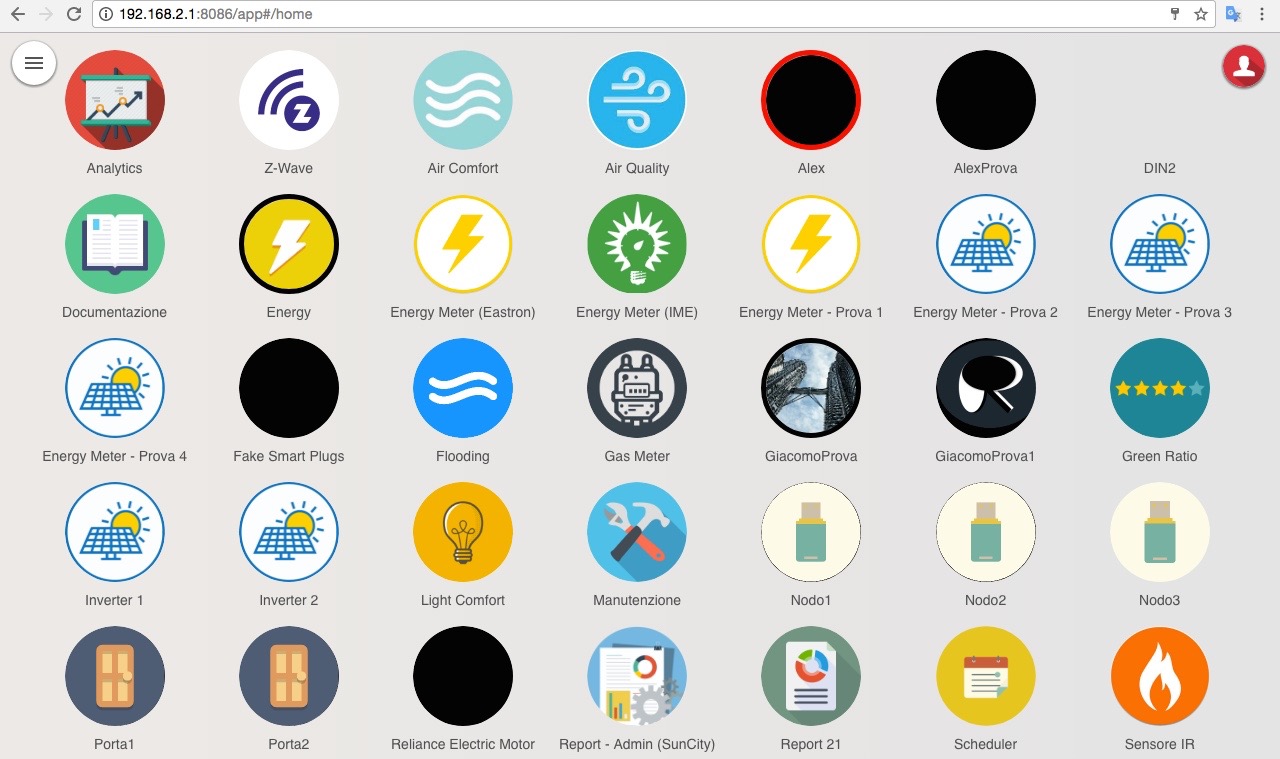 192.168.2.1:8086/app#/home
Analytics
Z-Wave
Air Comfort
Air Quality
Alex
AlexProva
DIN2
Documentazione
Energy
Energy Meter (Eastron)
Energy Meter (IME)
Energy Meter - Prova 1
Energy Meter - Prova 2
Energy Meter - Prova 3
Energy Meter - Prova 4
Fake Smart Plugs
Flooding
Gas Meter
GiacomoProva
GiacomoProva1
Green Ratio
Inverter 1
Inverter 2
Light Comfort
Manutenzione
Nodo1
Nodo2
Nodo3
Porta1
Porta2
Reliance Electric Motor
Report - Admin (SunCity)
Report 21
Scheduler
Sensore IR